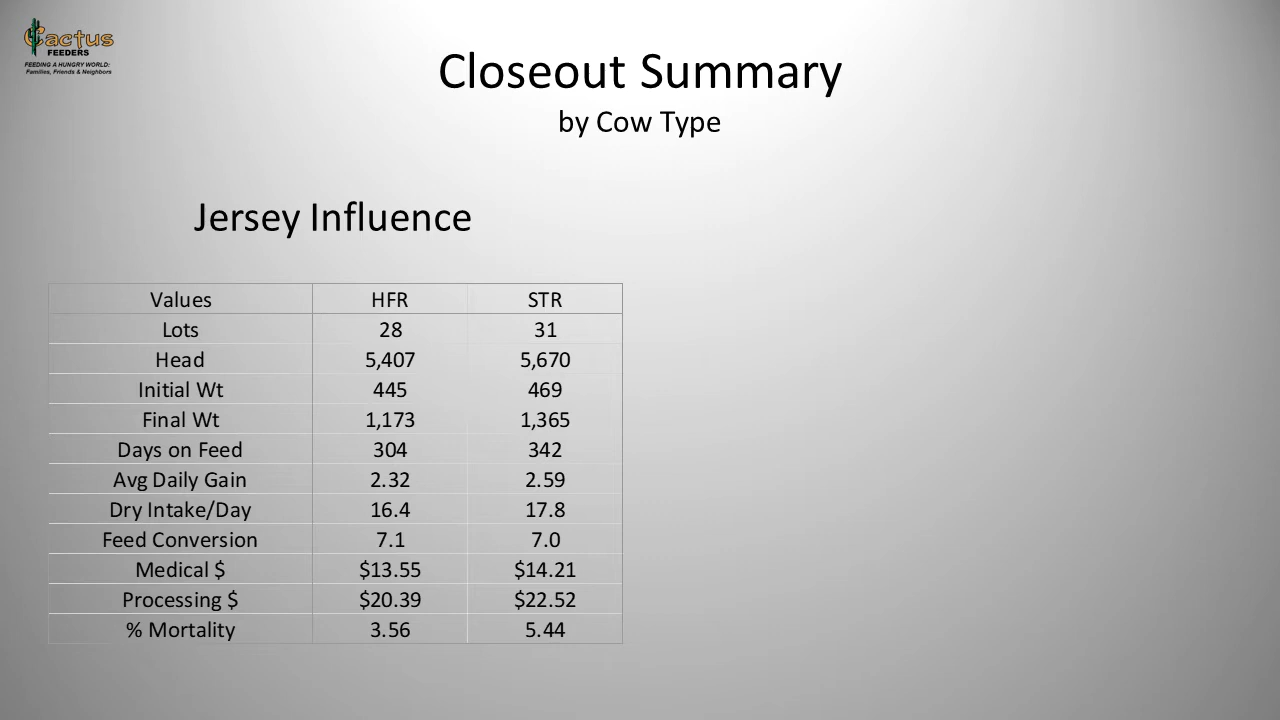 Cactus
FEEDERS
FEEDING A HUNGRY WORLD:
Families, Friends & Neighbors
Closeout Summary
by Cow Type
Jersey Influence
Values HFR STR
Lots 28 31
Head 5,407 5,670
Initial Wt 445 469
Final Wt 1,173 1,365
Days on Feed 304 342
Avg Daily Gain 2.32 2.59
Dry Intake/Day 16.4 17.8
Feed Conversion 7.1 7.0
Medical $ $13.55 $14.21
Processing $ $20.39 $22.52
% Mortality 3.56 5.44